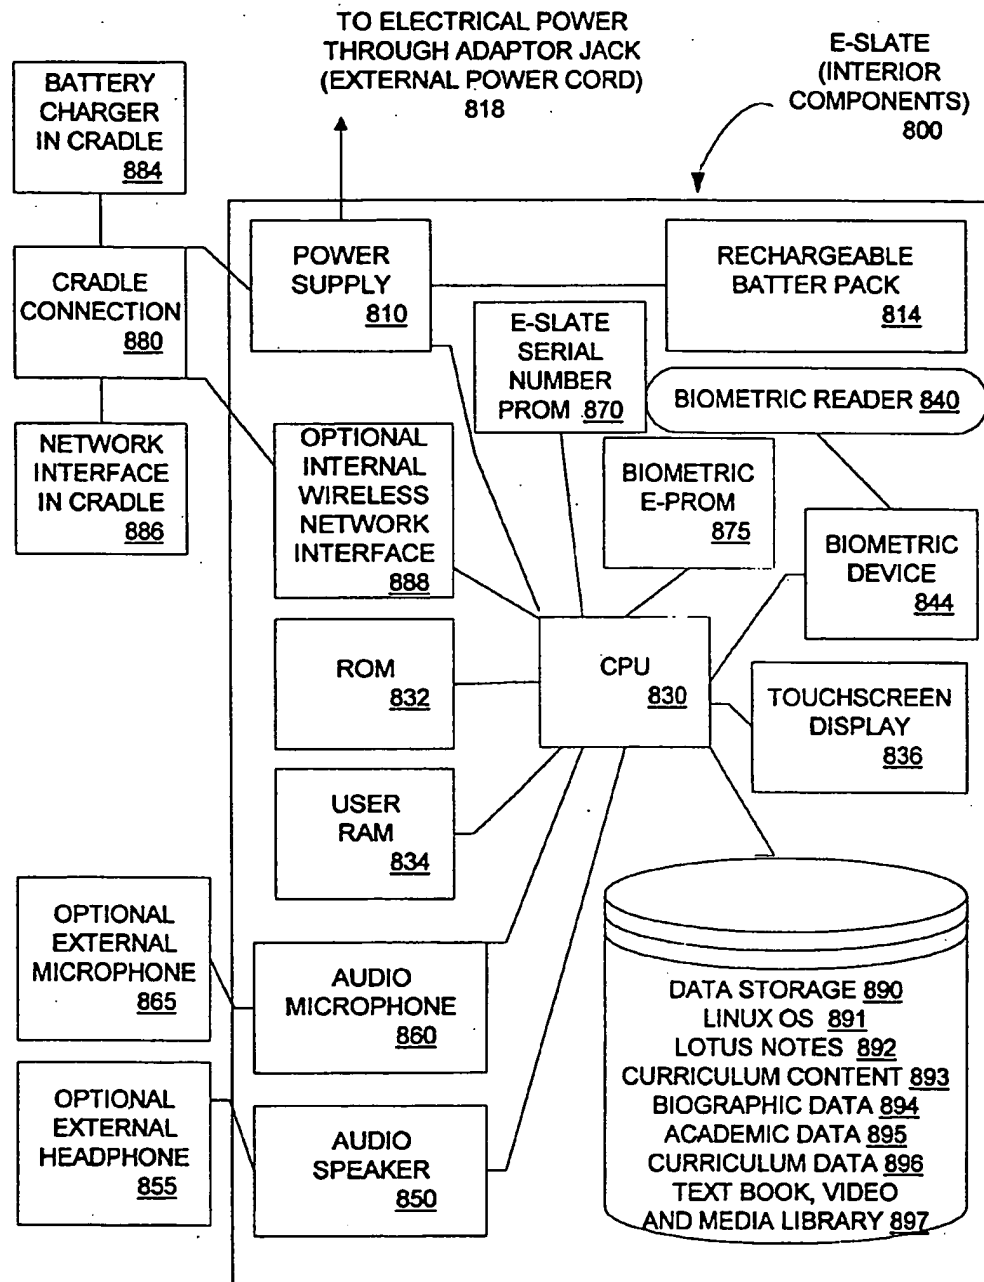 TO ELECTRICAL POWER
THROUGH ADAPTOR JACK
(EXTERNAL POWER CORD)
818
E-SLATE
(INTERIOR
COMPONENTS)
800
BATTERY
CHARGER
IN CRADLE
884
CRADLE
CONNECTION
880
POWER
SUPPLY
810
RECHARGEABLE
BATTER PACK
814
E-SLATE
SERIAL
NUMBER
PROM 870
BIOMETRIC READER 840
NETWORK
INTERFACE
IN CRADLE
886
OPTIONAL
INTERNAL
WIRELESS
NETWORK
INTERFACE
888
BIOMETRIC
E-PROM
875
BIOMETRIC
DEVICE
844
ROM
832
CPU
830
TOUCHSCREEN
DISPLAY
836
USER
RAM
834
OPTIONAL
EXTERNAL
MICROPHONE
865
AUDIO
MICROPHONE
860
OPTIONAL
EXTERNAL
HEADPHONE
855
AUDIO
SPEAKER
850
DATA STORAGE 890
LINUX OS 891
LOTUS NOTES 892
CURRICULUM CONTENT 893
BIOGRAPHIC DATA 894
ACADEMIC DATA 895
CURRICULUM DATA 896
TEXT BOOK, VIDEO
AND MEDIA LIBRARY 897